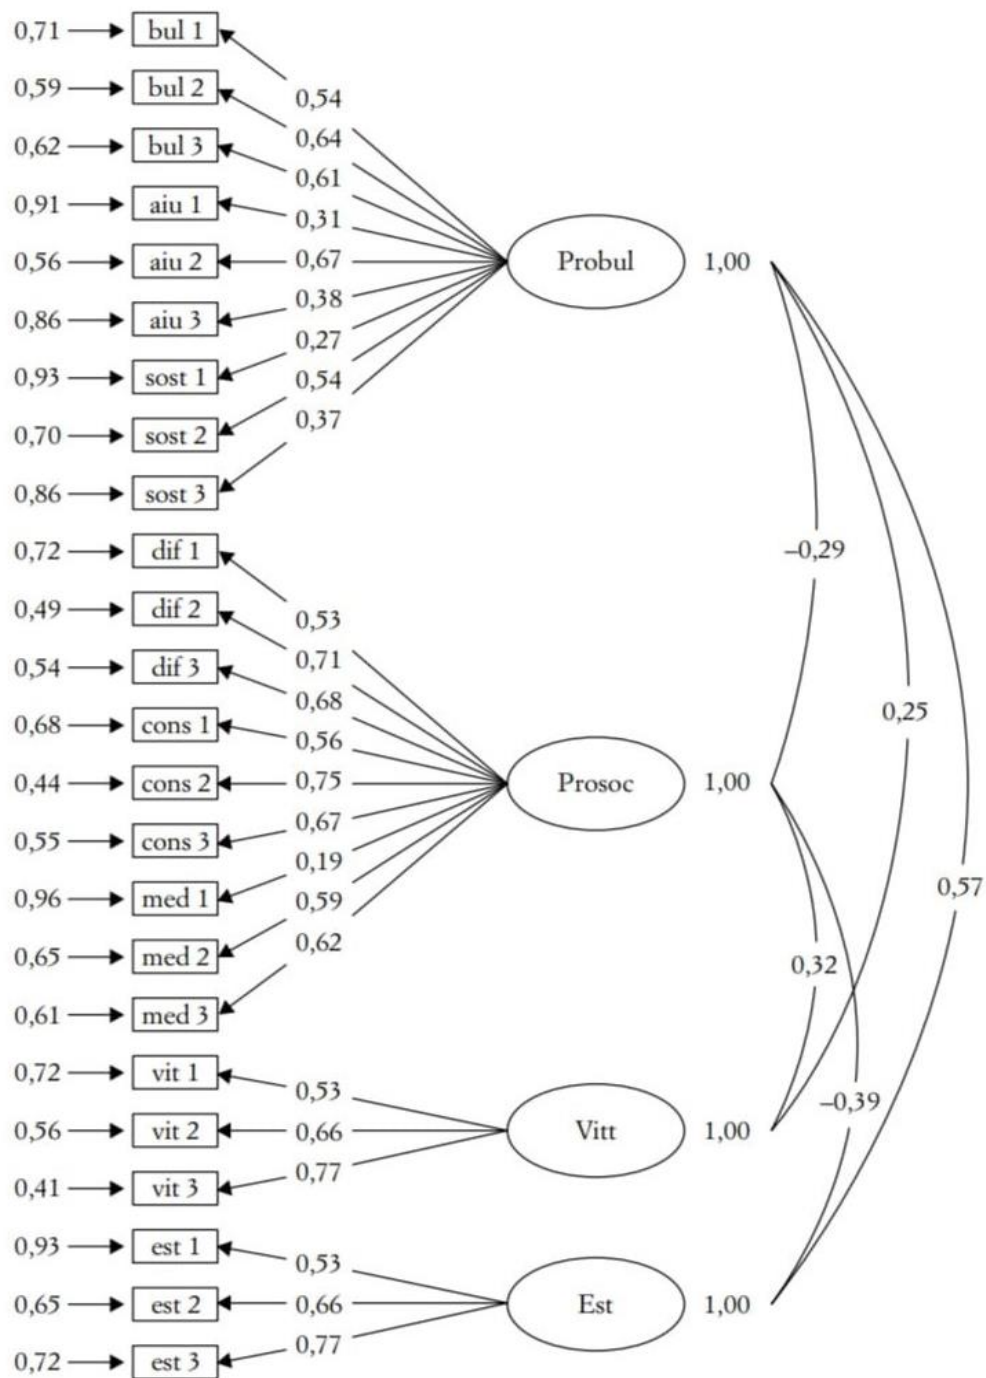 0,71 bul 1
0,59 bul 2
0,54
0,64
0,62 bul 3
0,61
0,91 aiu 1
0,31
0,56 aiu 2 0,67 Probul 1,00
0,38
0,86 aiu 3
0,27
0,93 sost 1
0,54
0,37
0,70 sost 2
0,86 sost 3
0,72 dif 1
–0,29
0,49 dif 2
0,53
0,71
0,54 dif 3
0,68
0,25
0,68 cons 1
0,56
0,44 cons 2 0,75 Prosoc 1,00
0,67
0,55 cons 3
0,19
0,57
0,96 med 1
0,59
0,62
0,65 med 2
0,32
0,61 med 3
0,72 vit 1
0,53
–0,39
0,56 vit 2 0,66 Vitt 1,00
0,77
0,41 vit 3
0,93 est 1
0,53
0,65 est 2 0,66 Est 1,00
0,77
0,72 est 3